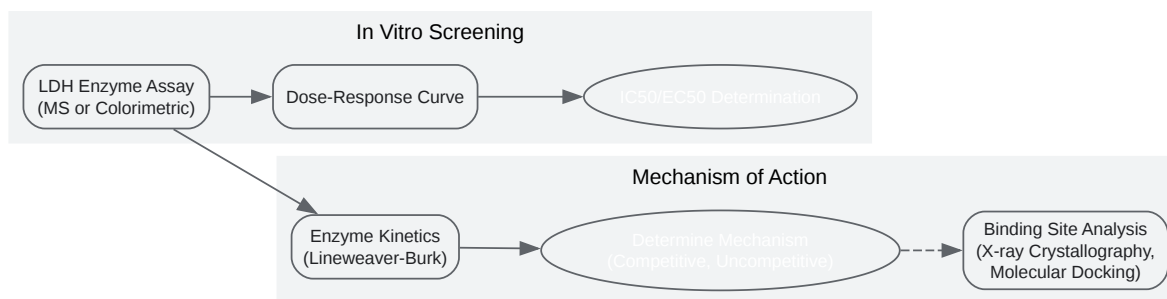 In Vitro Screening
LDH Enzyme Assay
(MS or Colorimetric)
Dose-Response Curve
IC50/EC50 Determination
Mechanism of Action
Enzyme Kinetics
(Lineweaver-Burk)
Determine Mechanism
(Competitive, Uncompetitive)
Binding Site Analysis
(X-ray Crystallography,
Molecular Docking)